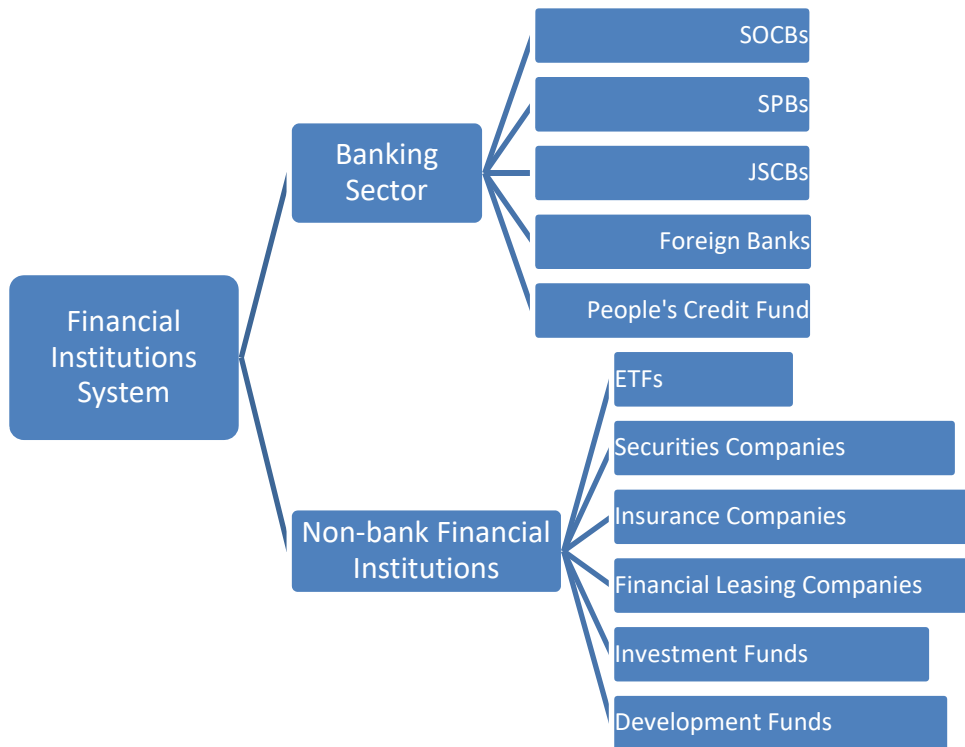 Financial
Institutions
System
Banking
Sector
SOCBs
SPBs
JSCBs
Foreign Banks
People's Credit Fund
Non-bank Financial
Institutions
ETFs
Securities Companies
Insurance Companies
Financial Leasing Companies
Investment Funds
Development Funds